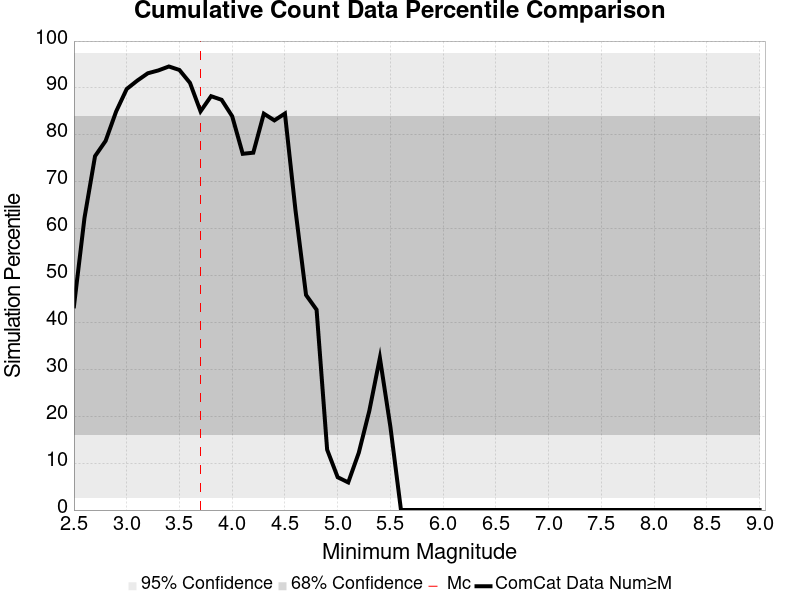 Cumulative Count Data Percentile Comparison
100
90
80
70
60
50
40
30
20
10
0
Simulation Percentile
2.5 3.0 3.5 4.0 4.5 5.0 5.5 6.0 6.5 7.0 7.5 8.0 8.5 9.0
Minimum Magnitude
95% Confidence 68% Confidence Mc ComCat Data Num≥M